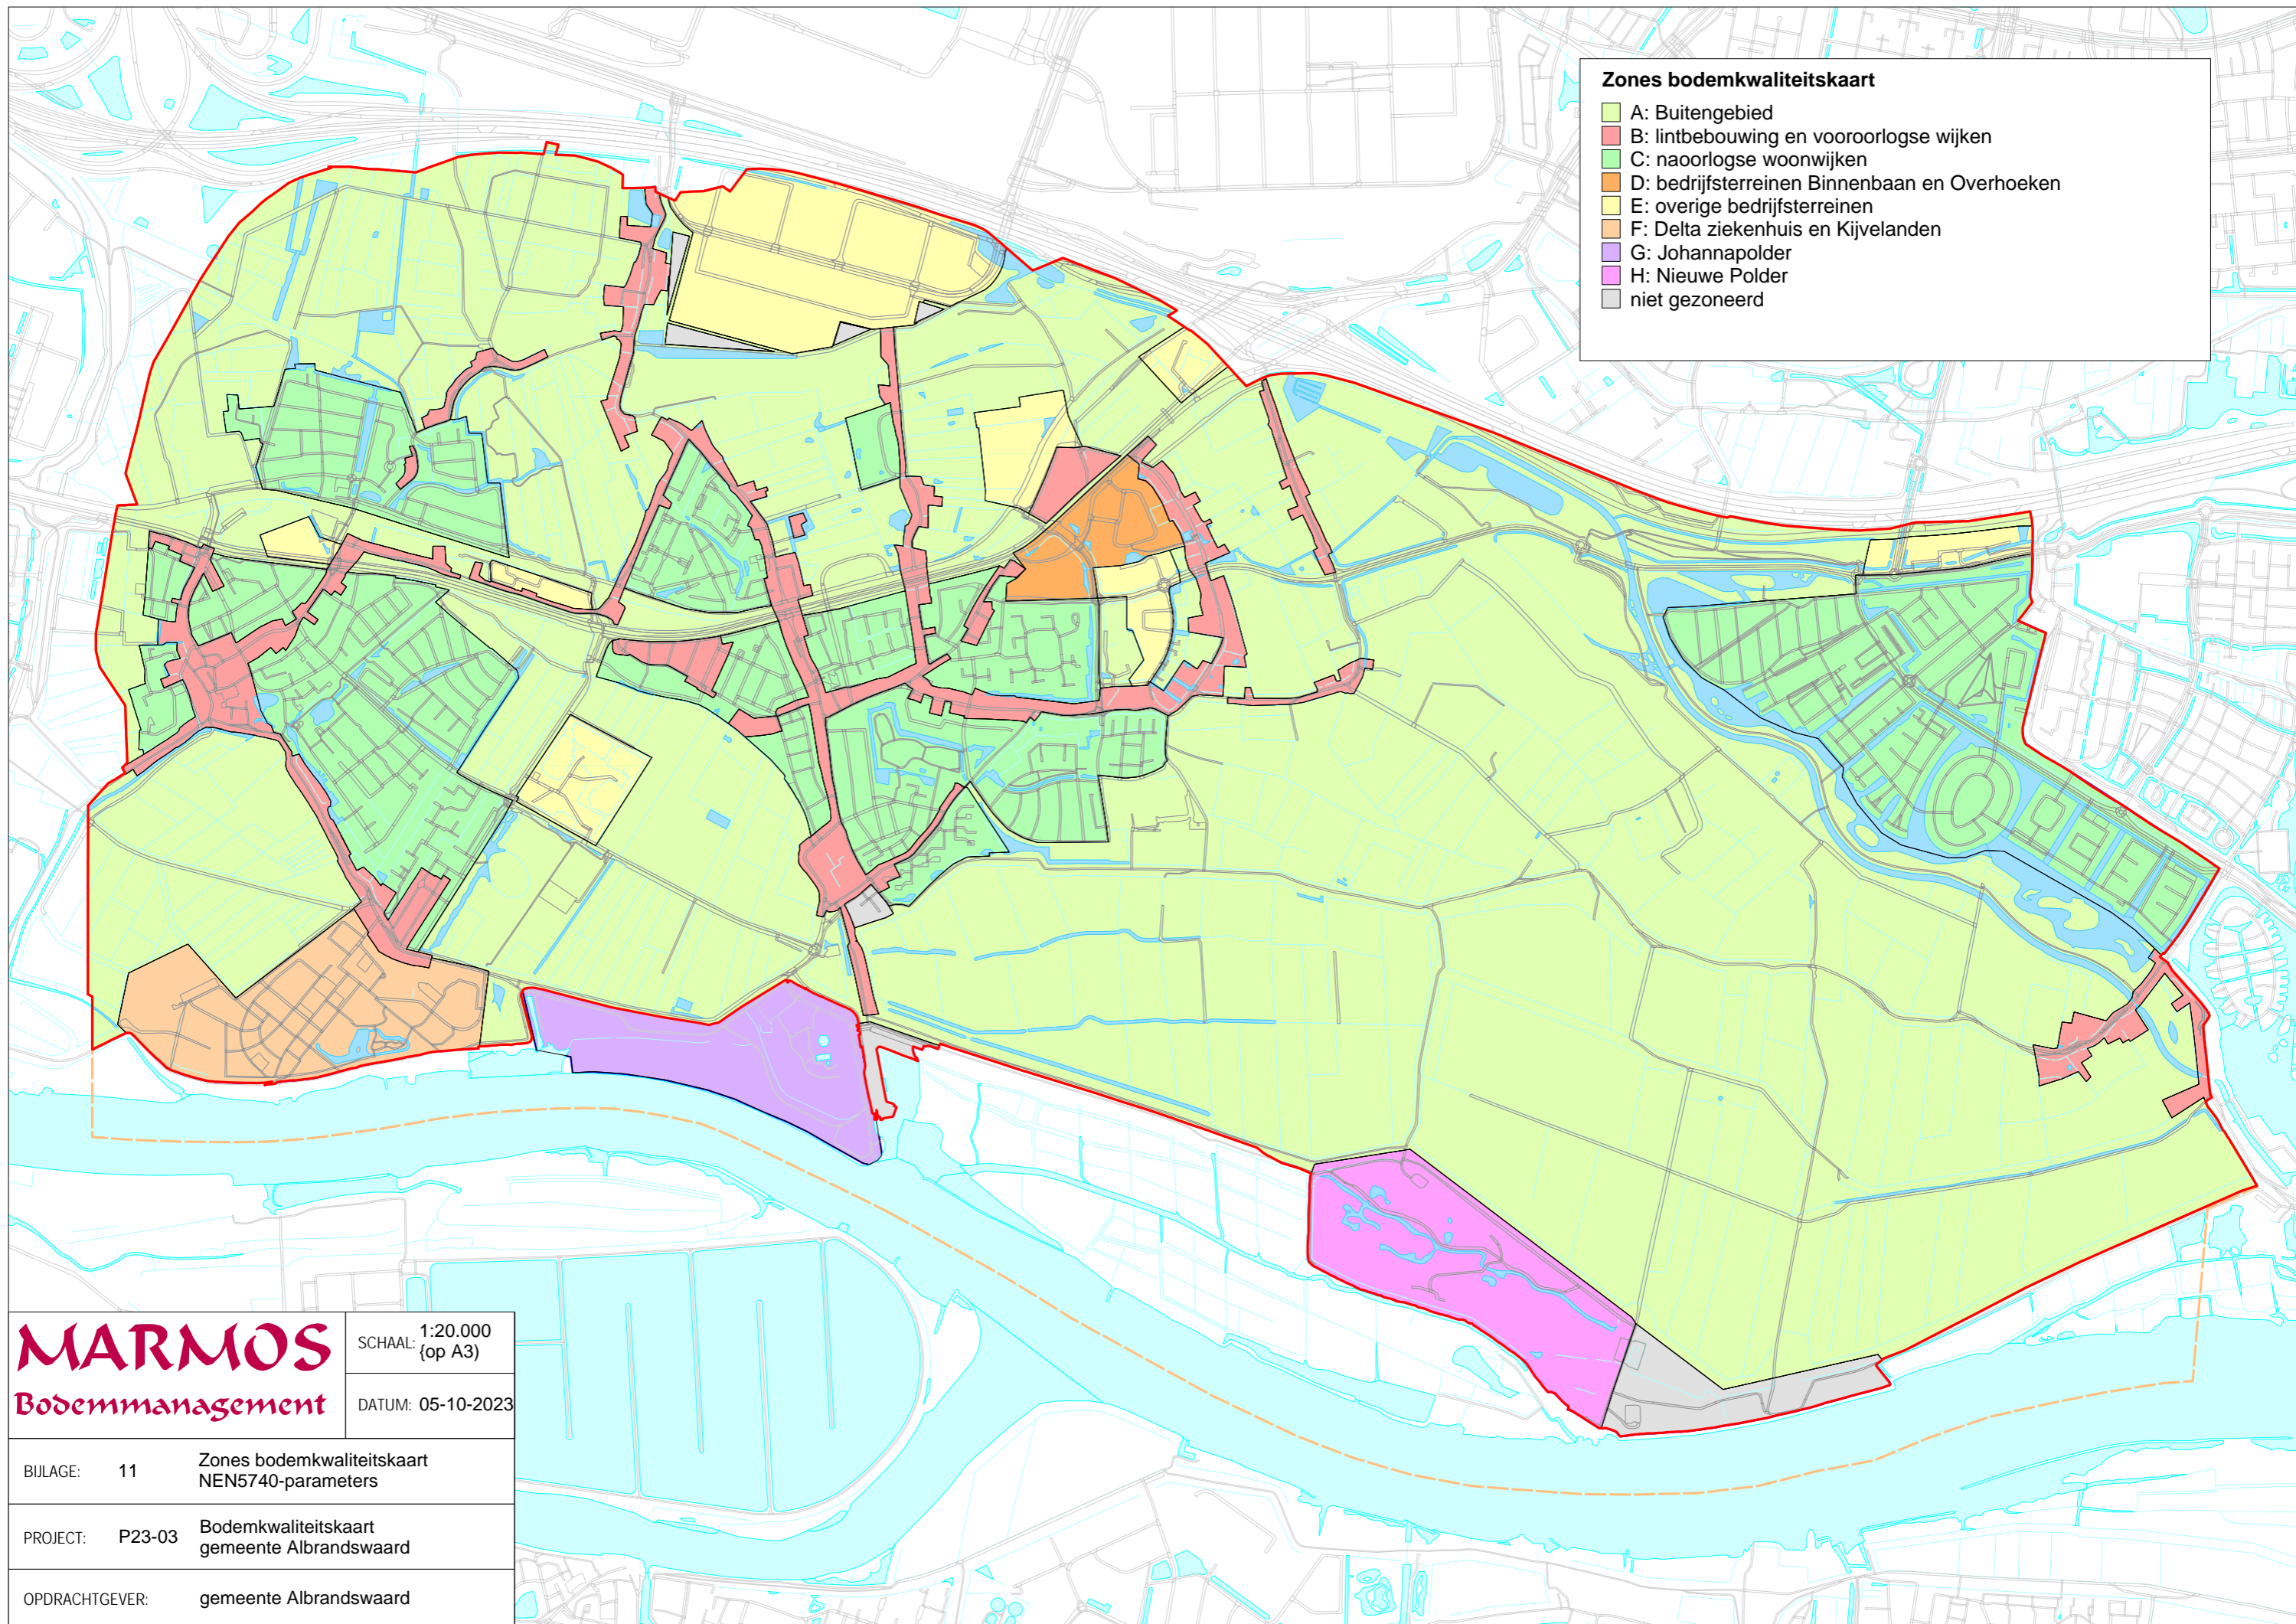 Zones bodemkwaliteitskaart
A: Buitengebied
B: lintbebouwing en vooroorlogse wijken
C: naoorlogse woonwijken
D: bedrijfsterreinen Binnenbaan en Overhoeken
E: overige bedrijfsterreinen
F: Delta ziekenhuis en Kijvelanden
G: Johannapolder
H: Nieuwe Polder
niet gezoneerd
MARMOS
Bodemmanagement
SCHAAL: 1:20.000
{op A3)
DATUM: 05-10-2023
BIJLAGE: 11 Zones bodemkwaliteitskaart
NEN5740-parameters
PROJECT: P23-03 Bodemkwaliteitskaart
gemeente Albrandswaard
OPDRACHTGEVER: gemeente Albrandswaard